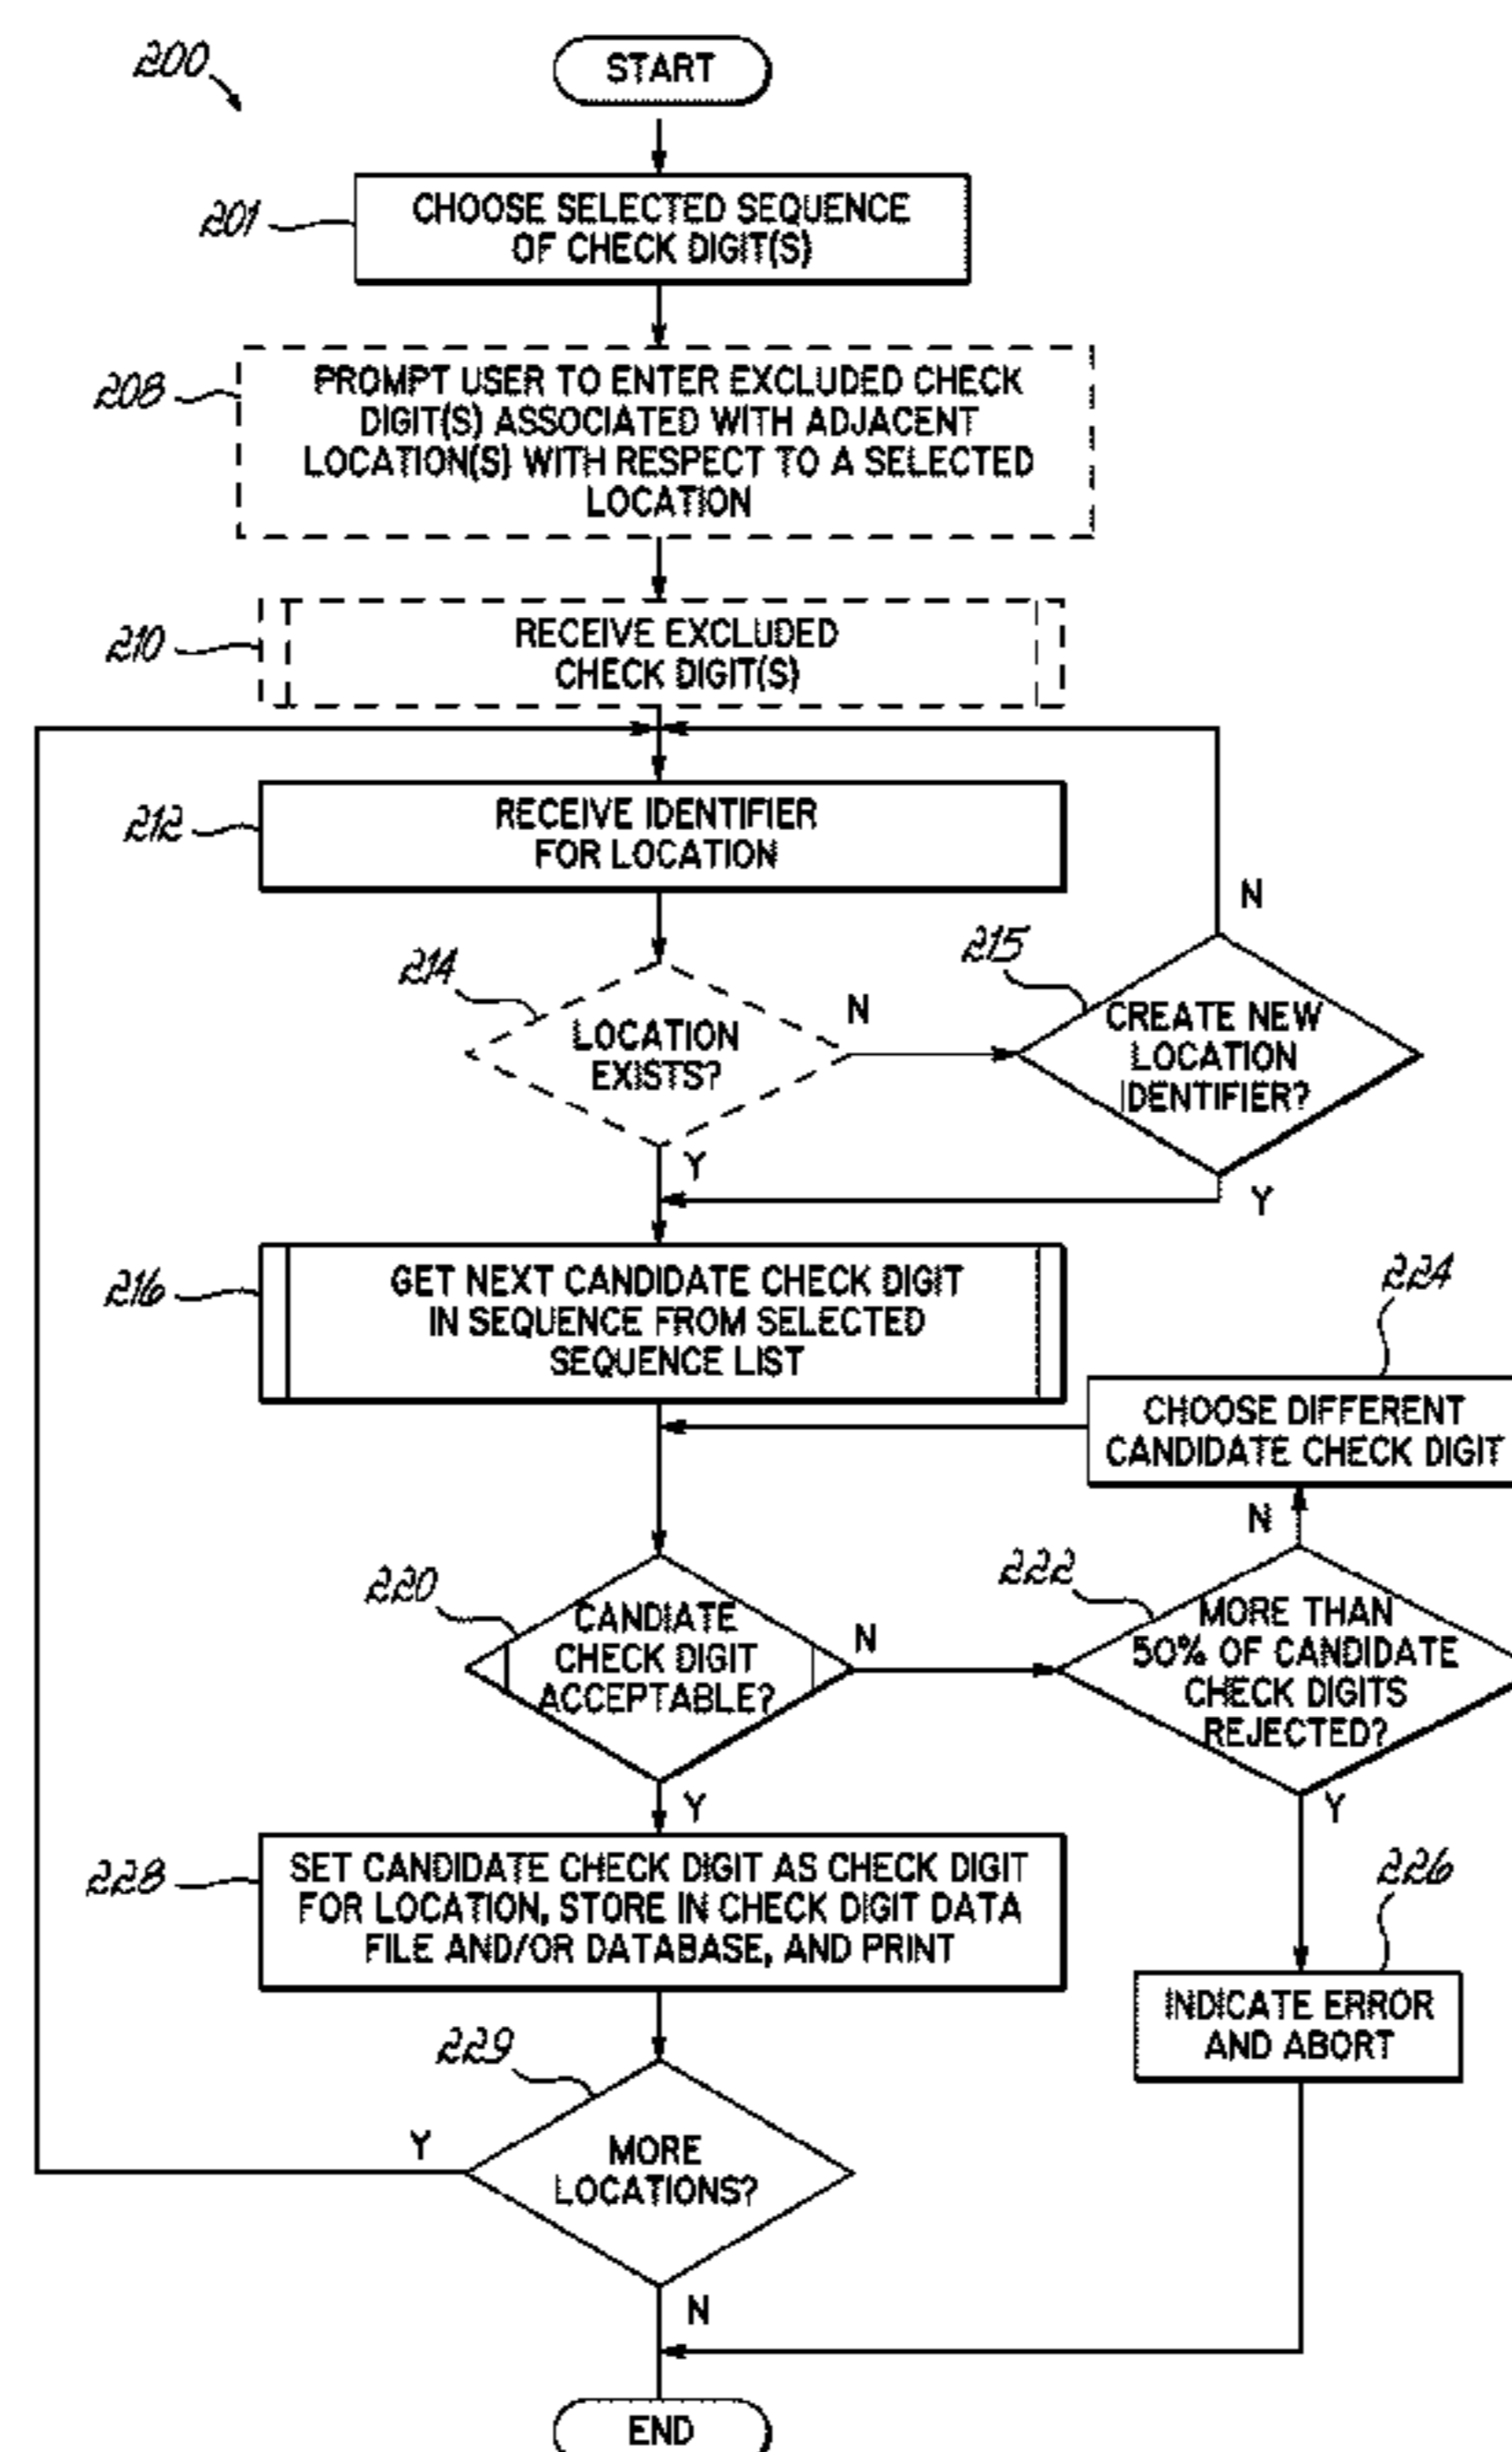 200
START
201
CHOOSE SELECTED SEQUENCE
OF CHECK DIGIT(S)
208
PROMPT USER TO ENTER EXCLUDED CHECK
DIGIT(S) ASSOCIATED WITH ADJACENT
LOCATION(S) WITH RESPECT TO A SELECTED
LOCATION
210
RECEIVE EXCLUDED
CHECK DIGIT(S)
212
RECEIVE IDENTIFIER
FOR LOCATION
N
214
LOCATION
EXISTS?
N
215
CREATE NEW
LOCATION
IDENTIFIER?
Y
Y
216
GET NEXT CANDIDATE CHECK DIGIT
IN SEQUENCE FROM SELECTED
SEQUENCE LIST
224
CHOOSE DIFFERENT
CANDIDATE CHECK DIGIT
N
220
CANDIATE
CHECK DIGIT
ACCEPTABLE?
N
222
MORE THAN
50% OF CANDIDATE
CHECK DIGITS
REJECTED?
Y
Y
228
SET CANDIDATE CHECK DIGIT AS CHECK DIGIT
FOR LOCATION, STORE IN CHECK DIGIT DATA
FILE AND/OR DATABASE, AND PRINT
226
INDICATE ERROR
AND ABORT
229
Y
MORE
LOCATIONS?
N
END